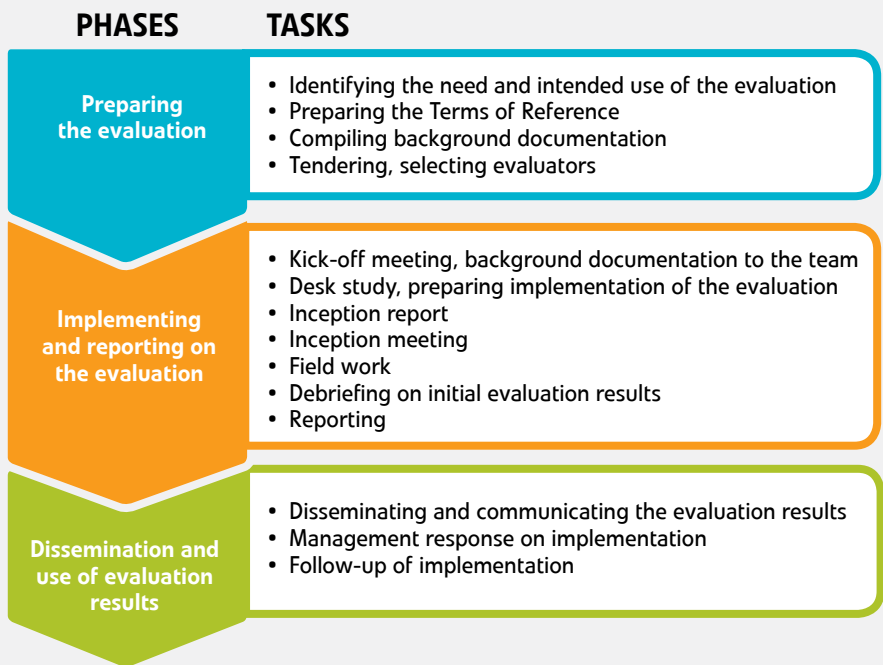 PHASES
TASKS
Preparing
the evaluation
• Identifying the need and intended use of the evaluation
• Preparing the Terms of Reference
• Compiling background documentation
• Tendering, selecting evaluators
Implementing
and reporting on
the evaluation
• Kick-off meeting, background documentation to the team
• Desk study, preparing implementation of the evaluation
• Inception report
• Inception meeting
• Field work
• Debriefing on initial evaluation results
• Reporting
Dissemination and
use of evaluation
results
• Disseminating and communicating the evaluation results
• Management response on implementation
• Follow-up of implementation